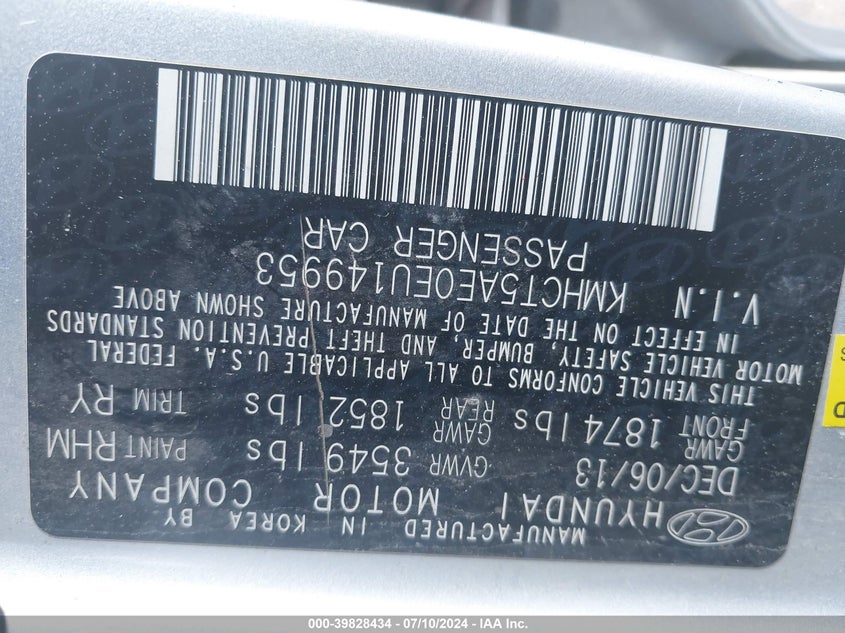 MANUFACTURED IN KOREA BY
HYUNDAI MOTOR COMPANY
DEC/06/13 GVWR 3549 lbs PAINT RHM
GAWR FRONT 1874 lbs GAWR REAR 1852 lbs TRIM RY
THIS VEHICLE CONFORMS TO ALL APPLICABLE U.S.A. FEDERAL
MOTOR VEHICLE SAFETY, BUMPER, AND THEFT PREVENTION STANDARDS
IN EFFECT ON THE DATE OF MANUFACTURE SHOWN ABOVE
V.I.N KMHCT5AE0EU149953
PASSENGER CAR
000-39828434 - 07/10/2024 - IAA Inc.